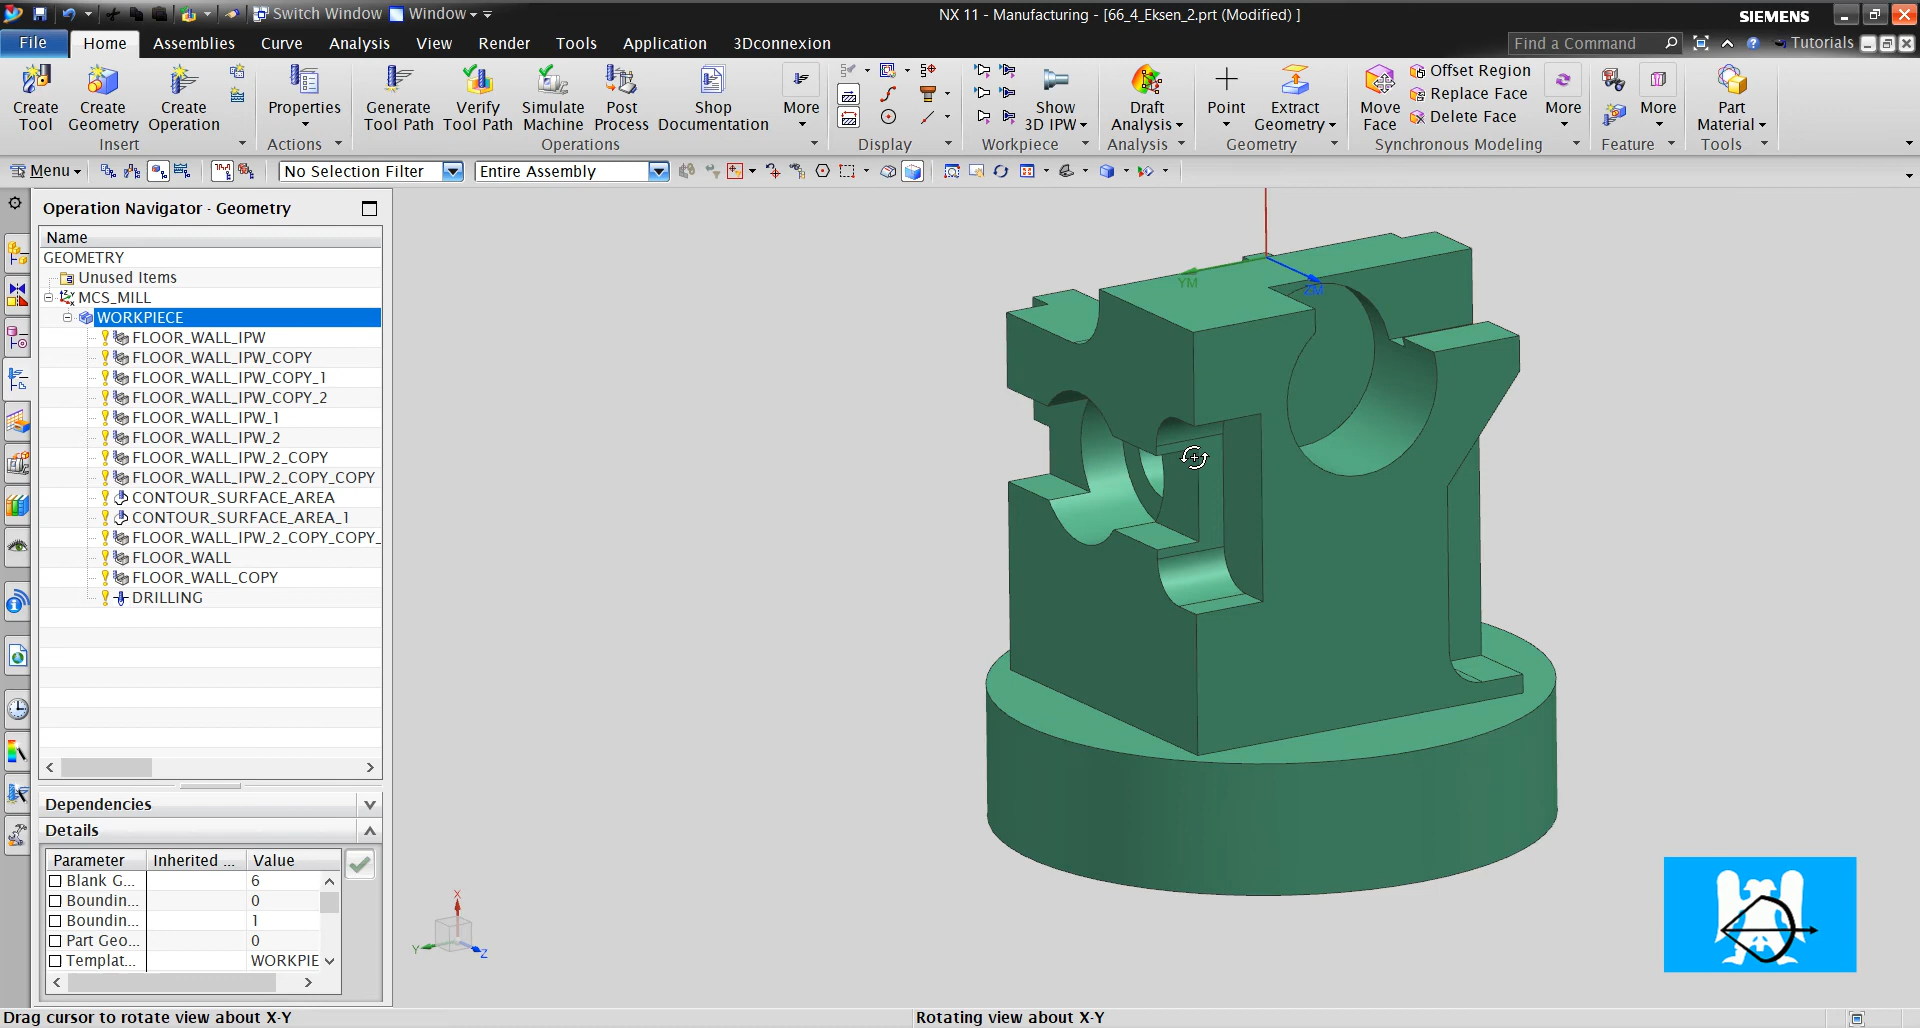 Switch Window Window
NX 11 - Manufacturing - [66_4_Eksen_2.prt (Modified) ]
SIEMENS
File Home Assemblies Curve Analysis View Render Tools Application 3Dconnexion
Find a Command
Tutorials
Create Tool
Create Geometry
Create Operation
Properties
Generate Tool Path
Verify Tool Path
Simulate Machine
Post Process
Shop Documentation
More
Show 3D IPW
Draft Analysis
Point
Extract Geometry
Move Face
Offset Region
Replace Face
Delete Face
More
More
Part Material
Insert Actions Operations Display Workpiece Analysis Geometry Synchronous Modeling Feature Tools
Menu
No Selection Filter
Entire Assembly
Operation Navigator - Geometry
Name
GEOMETRY
Unused Items
MCS_MILL
WORKPIECE
FLOOR_WALL_IPW
FLOOR_WALL_IPW_COPY
FLOOR_WALL_IPW_COPY_1
FLOOR_WALL_IPW_COPY_2
FLOOR_WALL_IPW_1
FLOOR_WALL_IPW_2
FLOOR_WALL_IPW_2_COPY
FLOOR_WALL_IPW_2_COPY_COPY
CONTOUR_SURFACE_AREA
CONTOUR_SURFACE_AREA_1
FLOOR_WALL_IPW_2_COPY_COPY_
FLOOR_WALL
FLOOR_WALL_COPY
DRILLING
Dependencies
Details
Parameter Inherited ... Value
Blank G... 6
Boundin... 0
Boundin... 1
Part Geo... 0
Templat... WORKPIE
YM
ZM
X
Y
Z
Drag cursor to rotate view about X-Y
Rotating view about X-Y